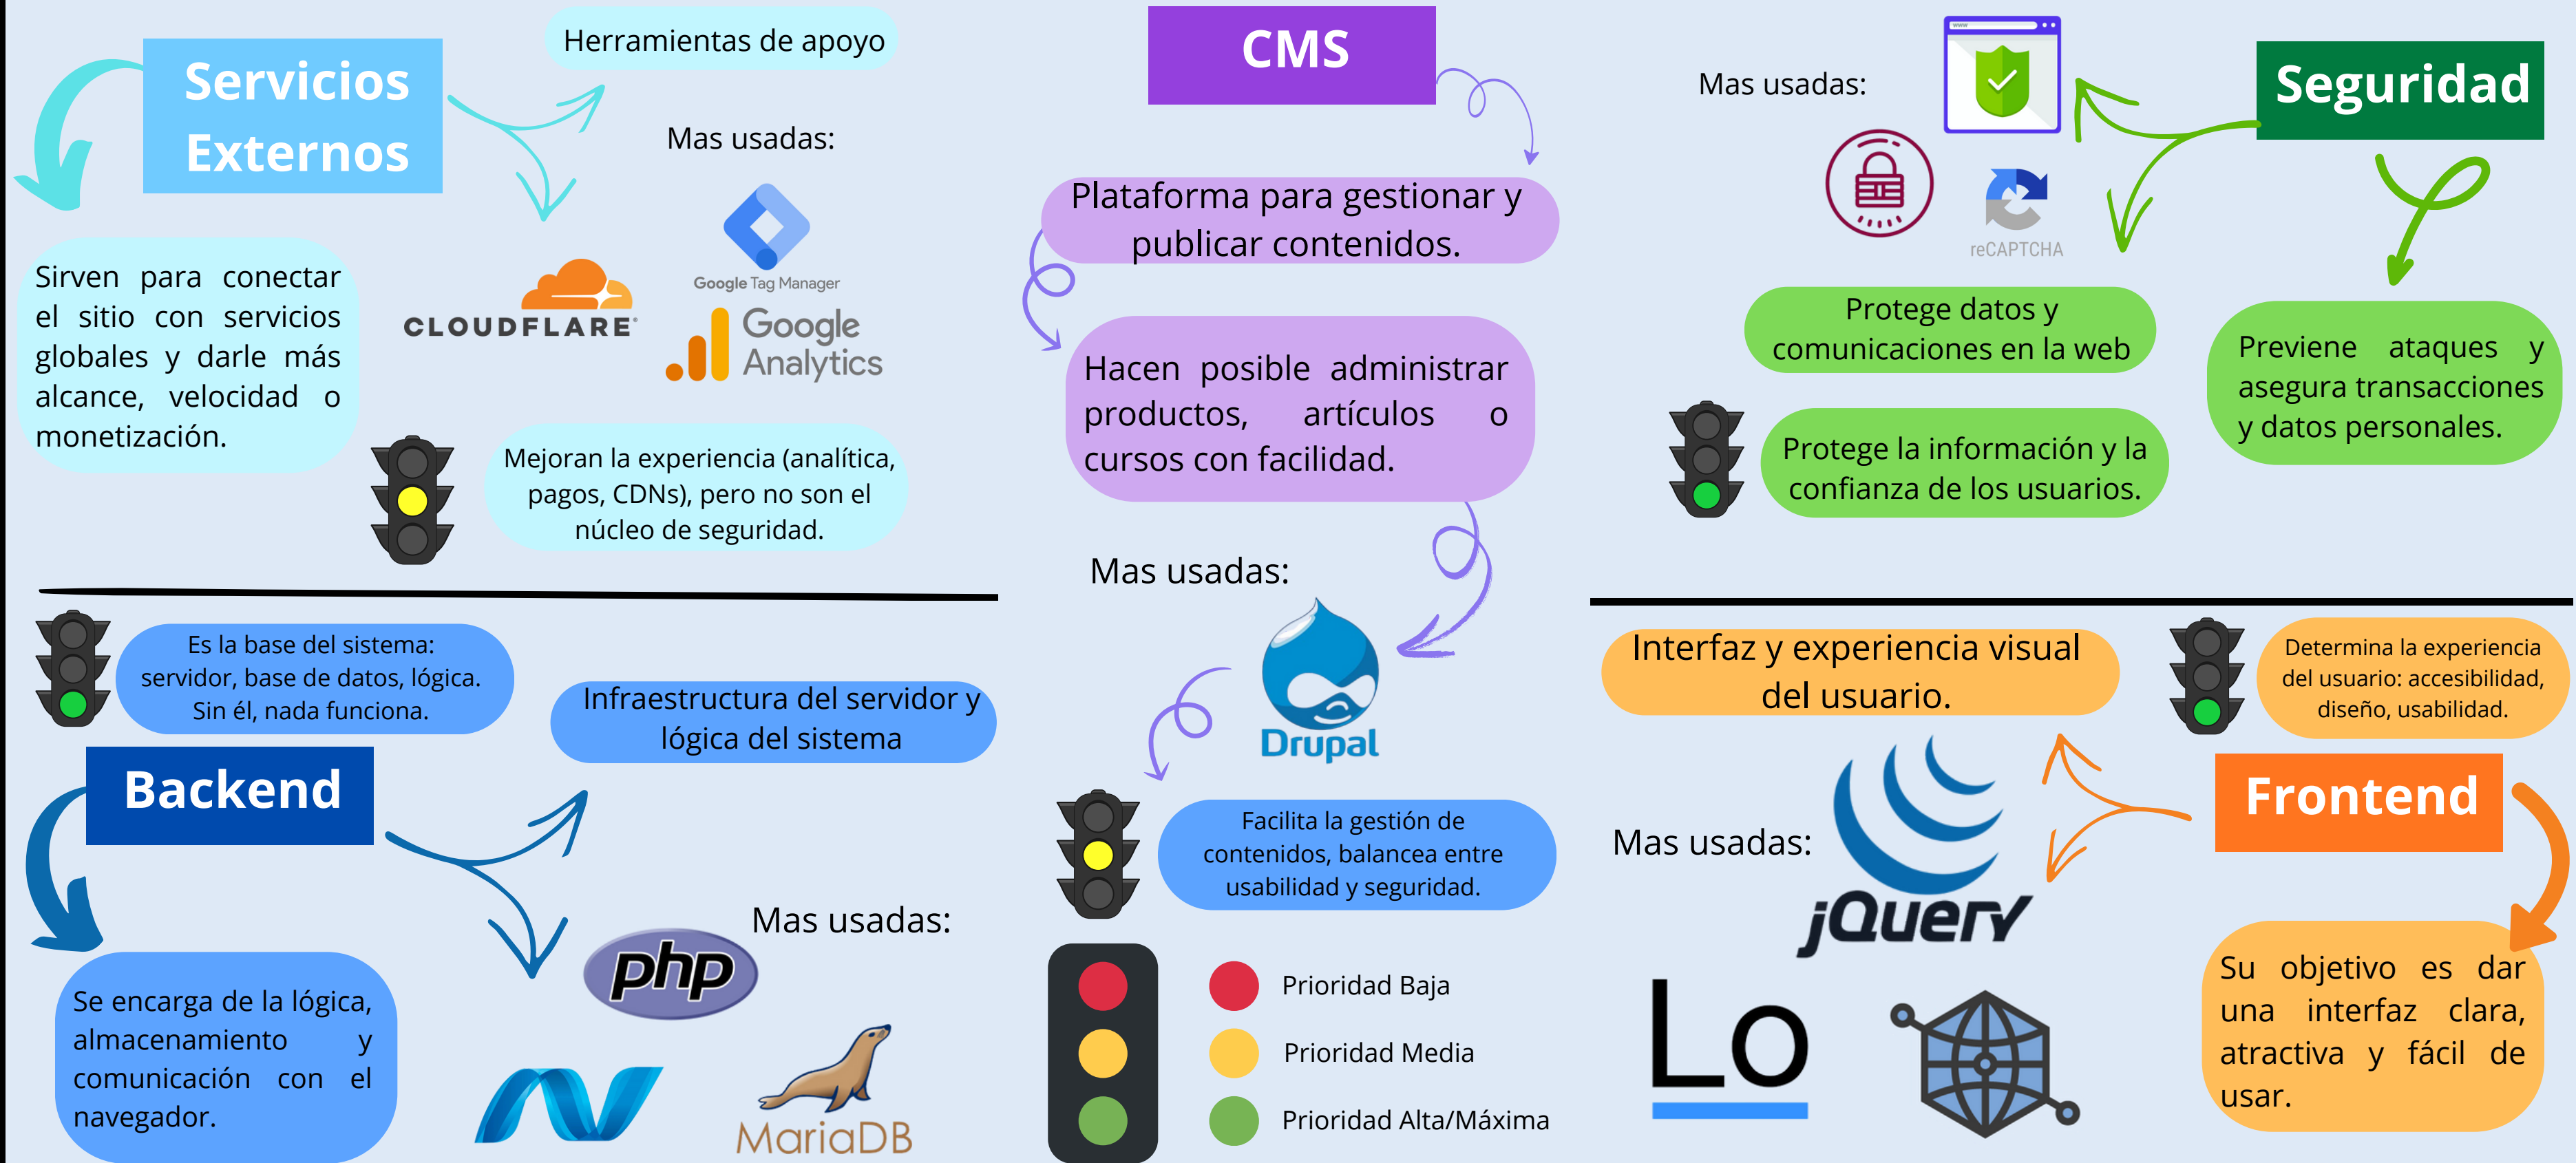 Servicios
Externos
Herramientas de apoyo
Mas usadas:
Google Tag Manager
CLOUDFLARE
Google
Analytics
Sirven para conectar
el sitio con servicios
globales y darle más
alcance, velocidad o
monetización.
Mejoran la experiencia (analítica,
pagos, CDNs), pero no son el
núcleo de seguridad.
Es la base del sistema:
servidor, base de datos, lógica.
Sin él, nada funciona.
Infraestructura del servidor y
lógica del sistema
Backend
Mas usadas:
php
MariaDB
Se encarga de la lógica,
almacenamiento y
comunicación con el
navegador.
CMS
Plataforma para gestionar y
publicar contenidos.
Hacen posible administrar
productos, artículos o
cursos con facilidad.
Mas usadas:
Drupal
Facilita la gestión de
contenidos, balancea entre
usabilidad y seguridad.
Prioridad Baja
Prioridad Media
Prioridad Alta/Máxima
Seguridad
Mas usadas:
www
reCAPTCHA
Protege datos y
comunicaciones en la web
Protege la información y la
confianza de los usuarios.
Previene ataques y
asegura transacciones
y datos personales.
Interfaz y experiencia visual
del usuario.
Determina la experiencia
del usuario: accesibilidad,
diseño, usabilidad.
Frontend
Mas usadas:
jQuery
Lo
Su objetivo es dar
una interfaz clara,
atractiva y fácil de
usar.